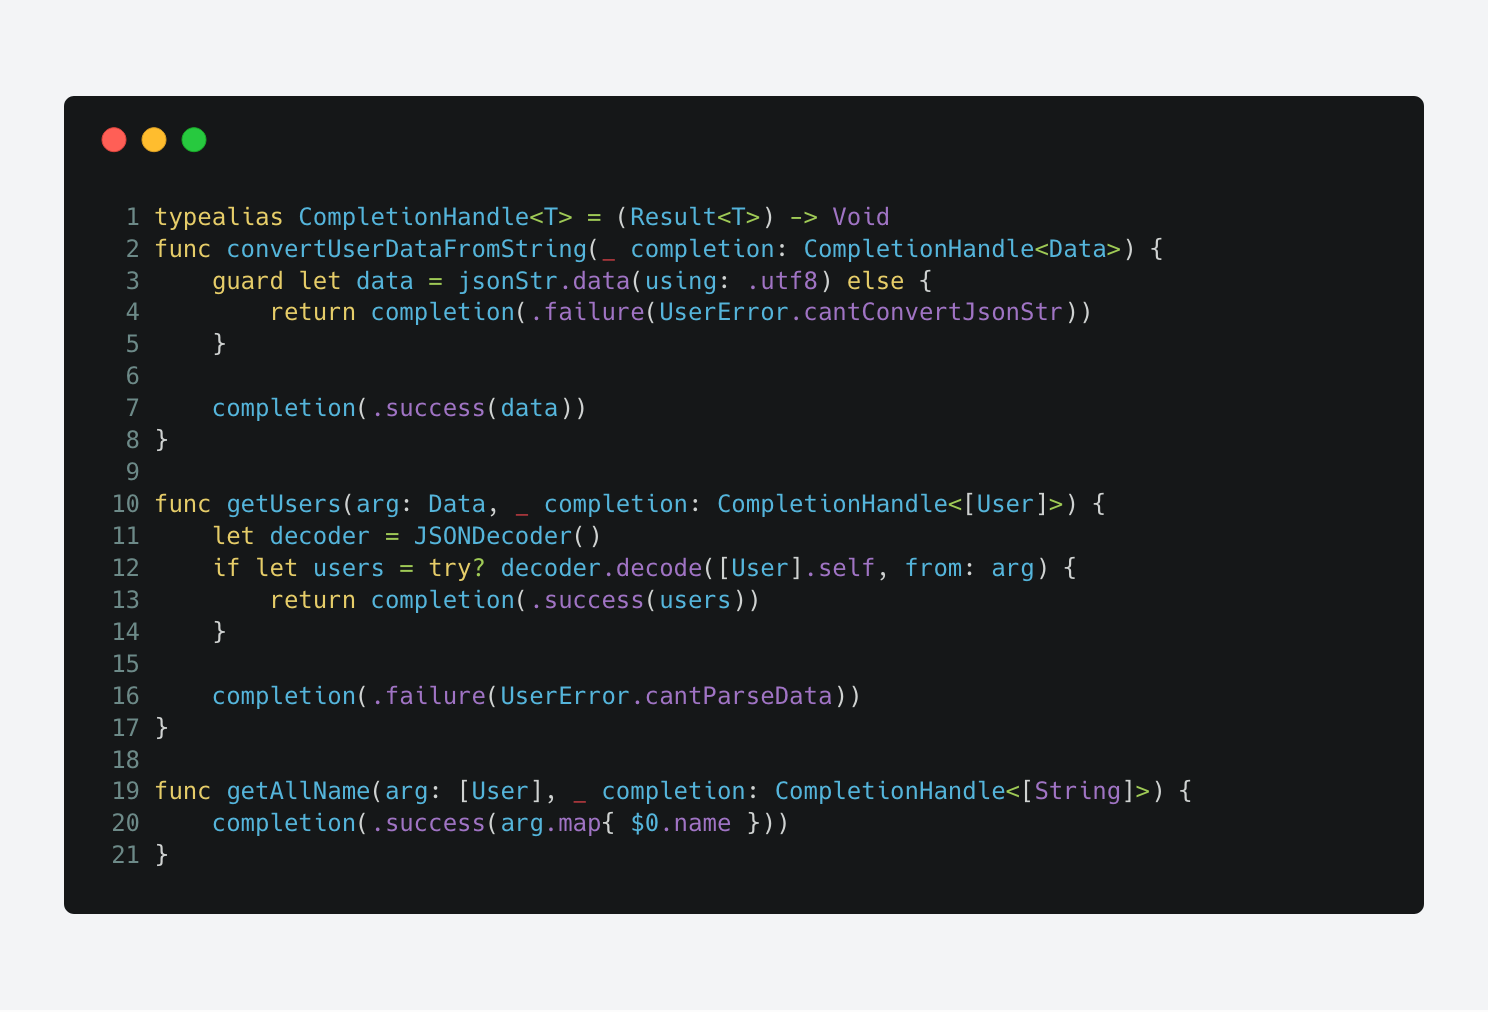 1 typealias CompletionHandle<T> = (Result<T>) -> Void
2 func convertUserDataFromString(_ completion: CompletionHandle<Data>) {
3     guard let data = jsonStr.data(using: .utf8) else {
4         return completion(.failure(UserError.cantConvertJsonStr))
5     }
6
7     completion(.success(data))
8 }
9
10 func getUsers(arg: Data, _ completion: CompletionHandle<[User]>) {
11     let decoder = JSONDecoder()
12     if let users = try? decoder.decode([User].self, from: arg) {
13         return completion(.success(users))
14     }
15
16     completion(.failure(UserError.cantParseData))
17 }
18
19 func getAllName(arg: [User], _ completion: CompletionHandle<[String]>) {
20     completion(.success(arg.map{ $0.name }))
21 }